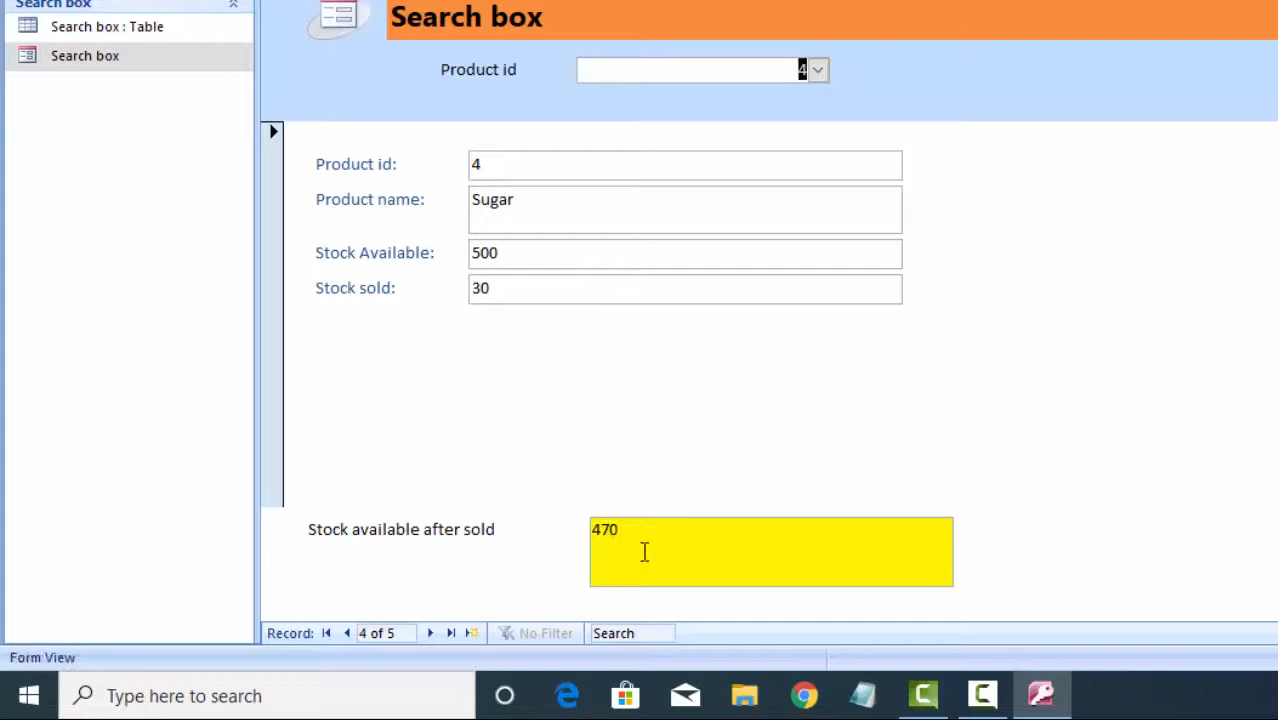 Search box
Search box : Table
Search box
Search box
Product id
4
Product id:
4
Product name:
Sugar
Stock Available:
500
Stock sold:
30
Stock available after sold
470
Record:
4 of 5
No Filter
Search
Form View
Type here to search